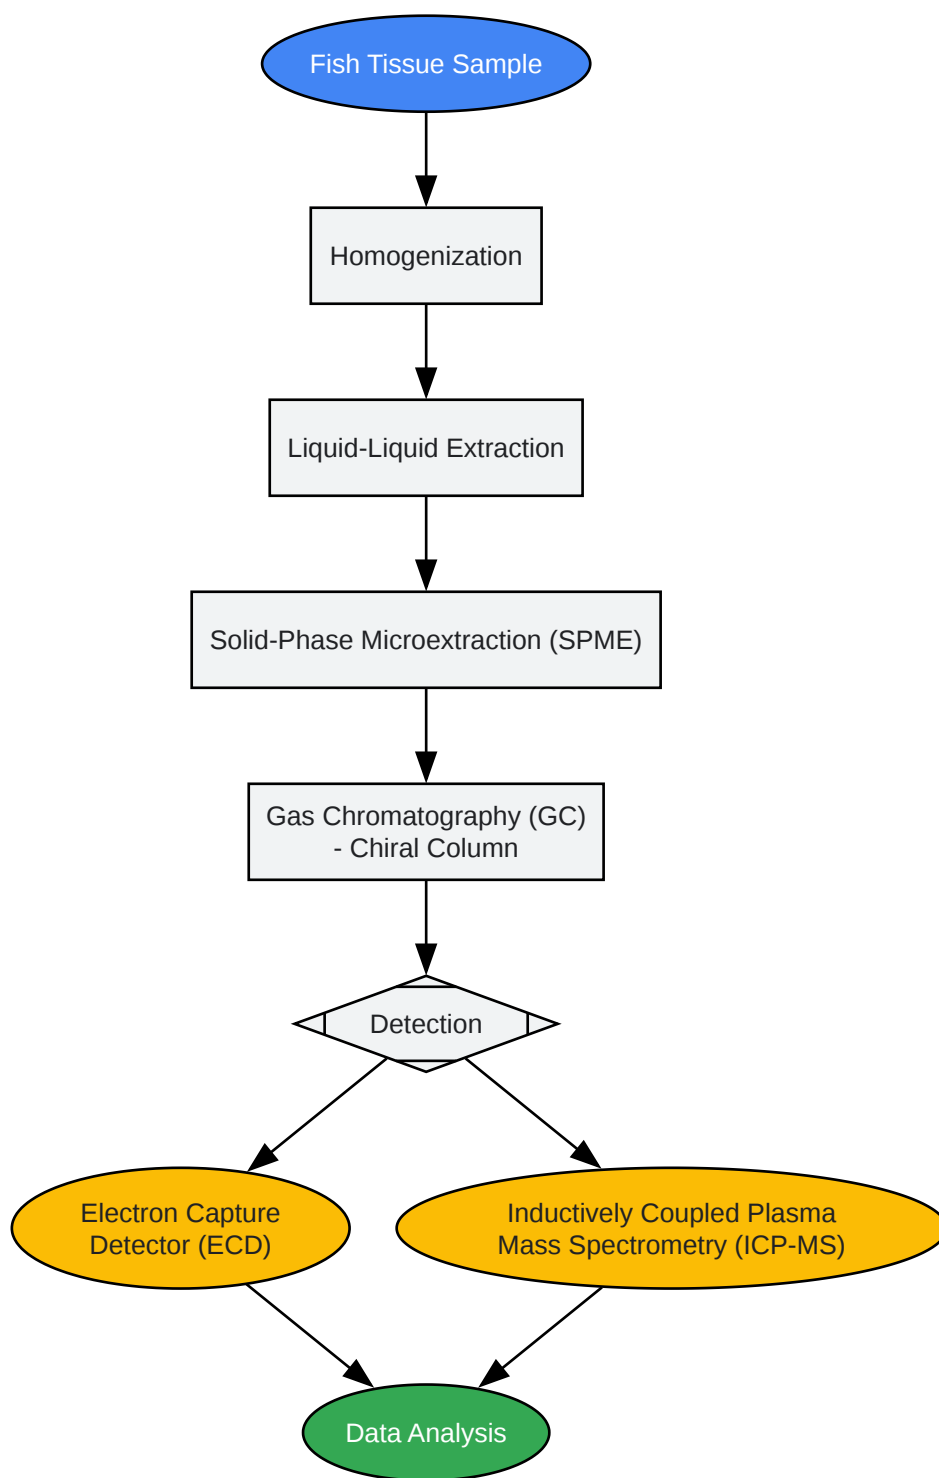 Fish Tissue Sample
Homogenization
Liquid-Liquid Extraction
Solid-Phase Microextraction (SPME)
Gas Chromatography (GC)
- Chiral Column
Detection
Electron Capture
Detector (ECD)
Inductively Coupled Plasma
Mass Spectrometry (ICP-MS)
Data Analysis